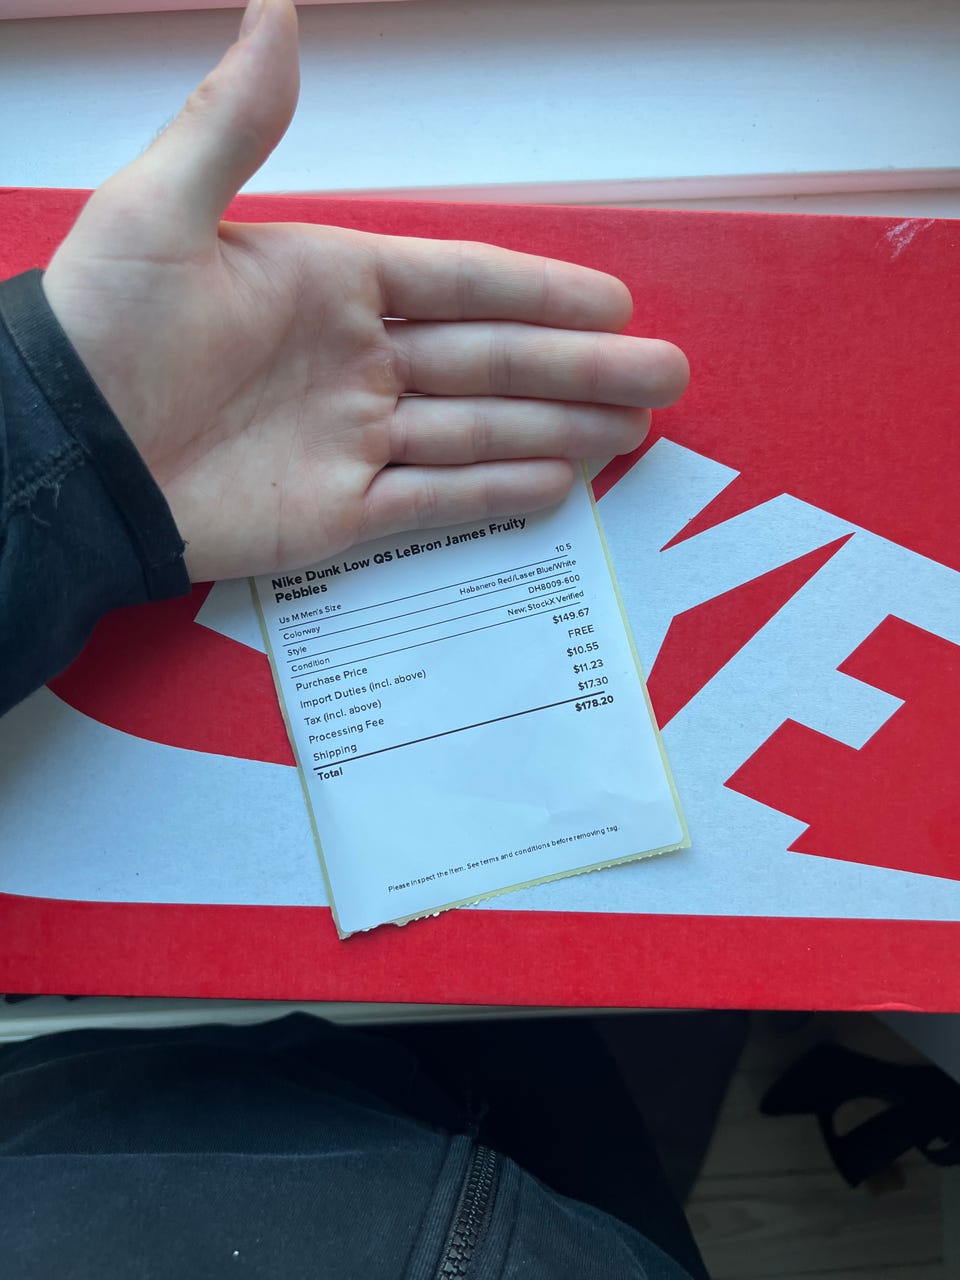 Nike Dunk Low QS LeBron James Fruity
Pebbles
Us M Men's Size 10.5
Colorway Habanero Red/Laser Blue/White
Style DH8009-600
Condition New; StockX Verified
Purchase Price $149.67
Import Duties (incl. above) FREE
Tax (incl. above) $10.55
Processing Fee $11.23
Shipping $17.30
Total $178.20
Please inspect the item. See terms and conditions before removing tag.